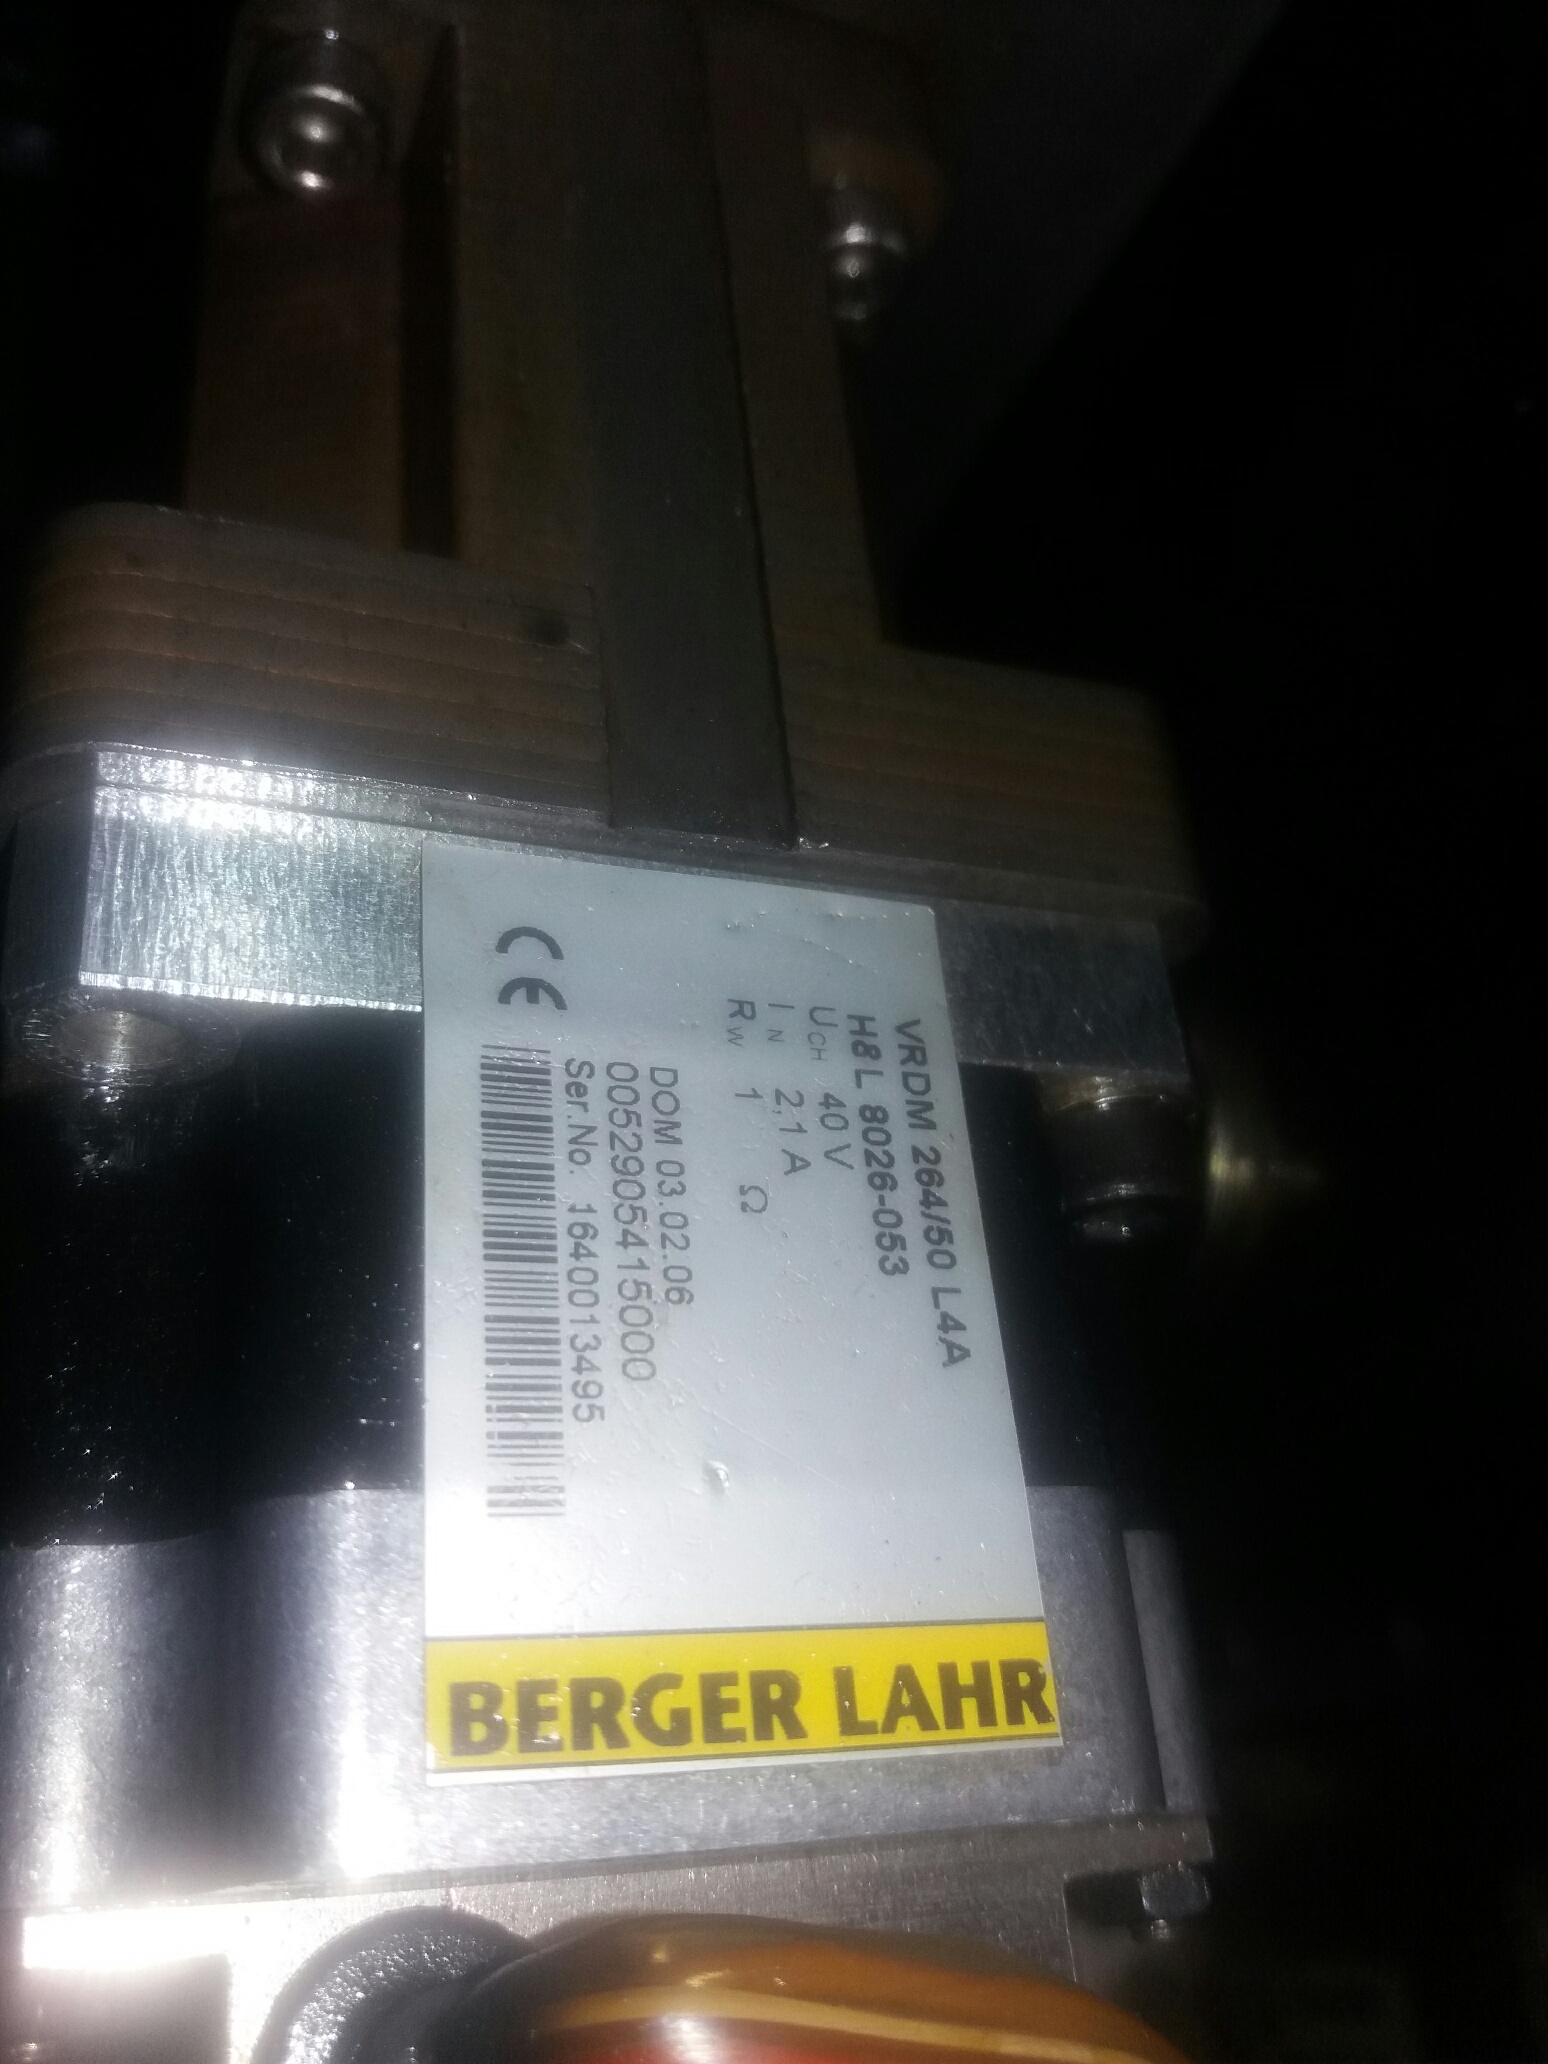 VRDM 264/50 L4A
H8 L 8026-053
UCH 40 V
IN 2,1 A
RW 1 Ω
DOM 03.02.06
0052905415000
Ser.No. 1640013495
CE
BERGER LAHR